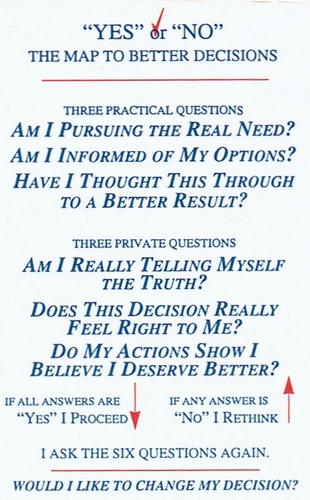 “YES” or “NO”
THE MAP TO BETTER DECISIONS
THREE PRACTICAL QUESTIONS
AM I PURSUING THE REAL NEED?
AM I INFORMED OF MY OPTIONS?
HAVE I THOUGHT THIS THROUGH
TO A BETTER RESULT?
THREE PRIVATE QUESTIONS
AM I REALLY TELLING MYSELF
THE TRUTH?
DOES THIS DECISION REALLY
FEEL RIGHT TO ME?
DO MY ACTIONS SHOW I
BELIEVE I DESERVE BETTER?
IF ALL ANSWERS ARE
“YES” I PROCEED
IF ANY ANSWER IS
“NO” I RETHINK
I ASK THE SIX QUESTIONS AGAIN.
WOULD I LIKE TO CHANGE MY DECISION?